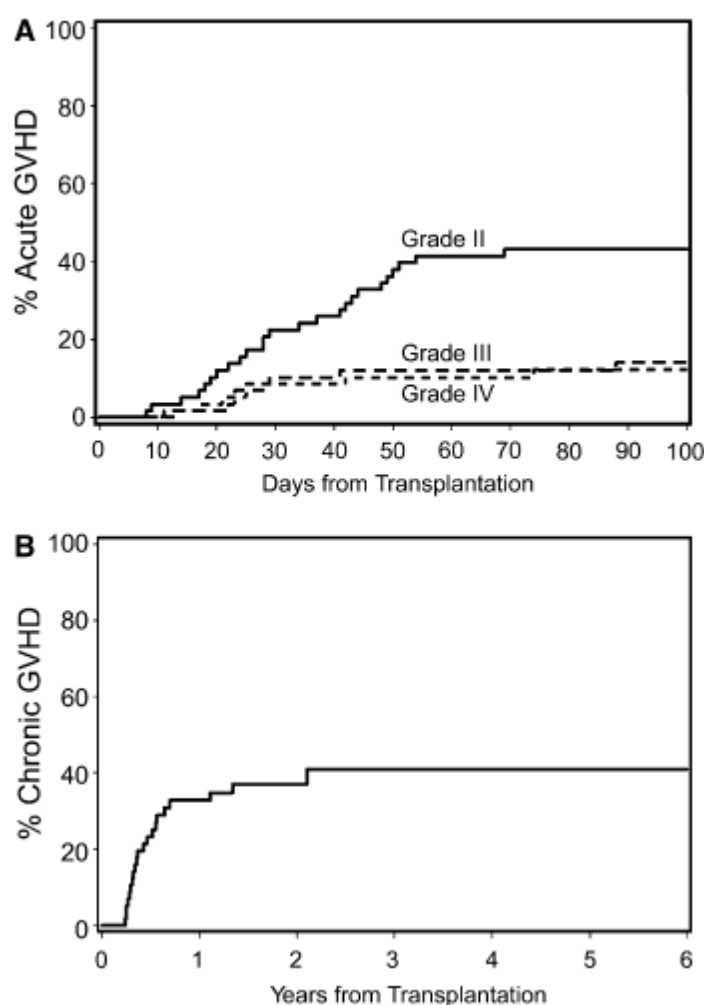 A
% Acute GVHD
100
80
60
40
20
0
Grade II
Grade III
Grade IV
0 10 20 30 40 50 60 70 80 90 100
Days from Transplantation
B
% Chronic GVHD
100
80
60
40
20
0
0 1 2 3 4 5 6
Years from Transplantation